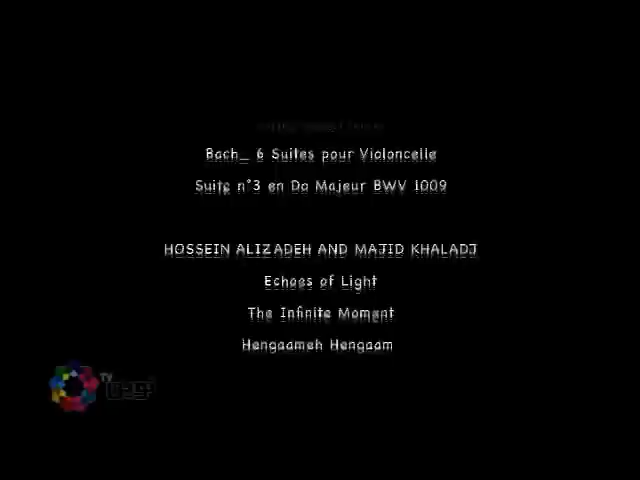 Bach_ 6 Suites pour Violoncelle
Suite n°3 en Do Majeur BWV 1009
HOSSEIN ALIZADEH AND MAJID KHALADJ
Echoes of Light
The Infinite Moment
Hengaameh Hengaam
TV